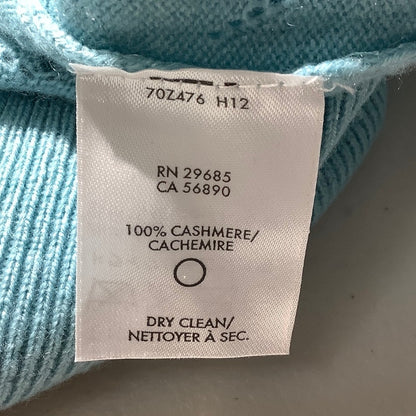 70Z476 H12
RN 29685
CA 56890
100% CASHMERE/
CACHEMIRE
DRY CLEAN/
NETTOYER À SEC.